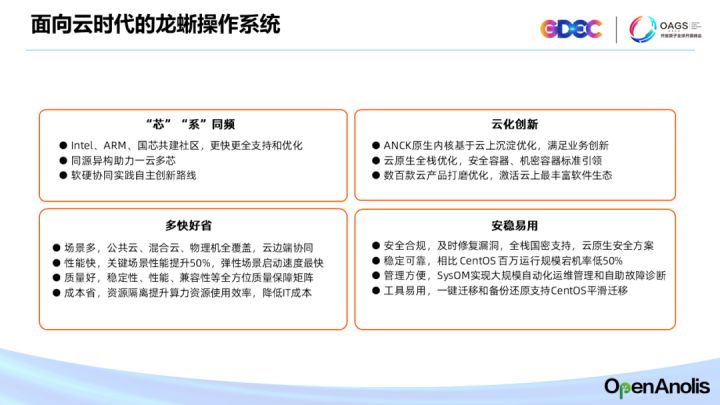 面向云时代的龙蜥操作系统
GDEC
OAGS
开放原子全球开源峰会
“芯”“系”同频
● Intel、ARM、国芯共建社区，更快更全支持和优化
● 同源异构助力一云多芯
● 软硬协同实践自主创新路线
云化创新
● ANCK原生内核基于云上沉淀优化，满足业务创新
● 云原生全栈优化，安全容器、机密容器标准引领
● 数百款云产品打磨优化，激活云上最丰富软件生态
多快好省
● 场景多，公共云、混合云、物理机全覆盖，云边端协同
● 性能快，关键场景性能提升50%，弹性场景启动速度最快
● 质量好，稳定性、性能、兼容性等全方位质量保障矩阵
● 成本省，资源隔离提升算力资源使用效率，降低IT成本
安稳易用
● 安全合规，及时修复漏洞，全栈国密支持，云原生安全方案
● 稳定可靠，相比 CentOS 百万运行规模宕机率低50%
● 管理方便，SysOM实现大规模自动化运维管理和自助故障诊断
● 工具易用，一键迁移和备份还原支持CentOS平滑迁移
OpenAnolis